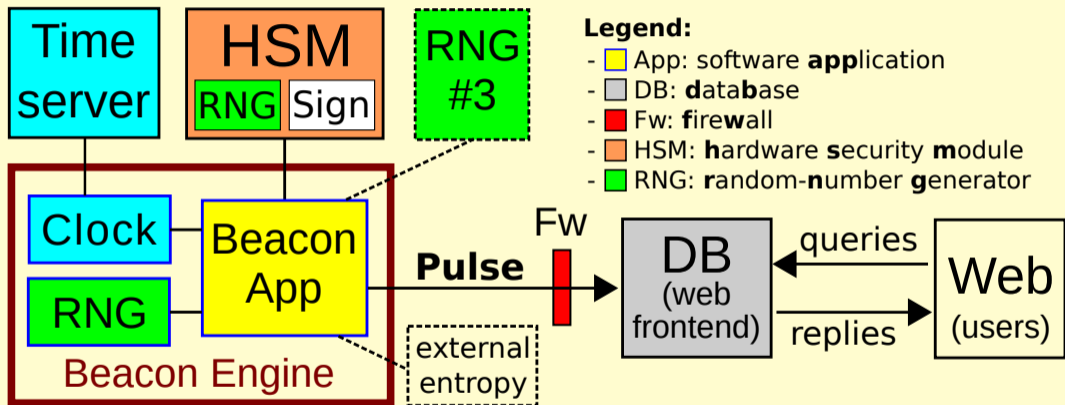 Time
server
HSM
RNG
Sign
RNG
#3
Legend:
- App: software application
- DB: database
- Fw: firewall
- HSM: hardware security module
- RNG: random-number generator
Clock
RNG
Beacon
App
Beacon Engine
Pulse
external
entropy
Fw
DB
(web
frontend)
queries
replies
Web
(users)